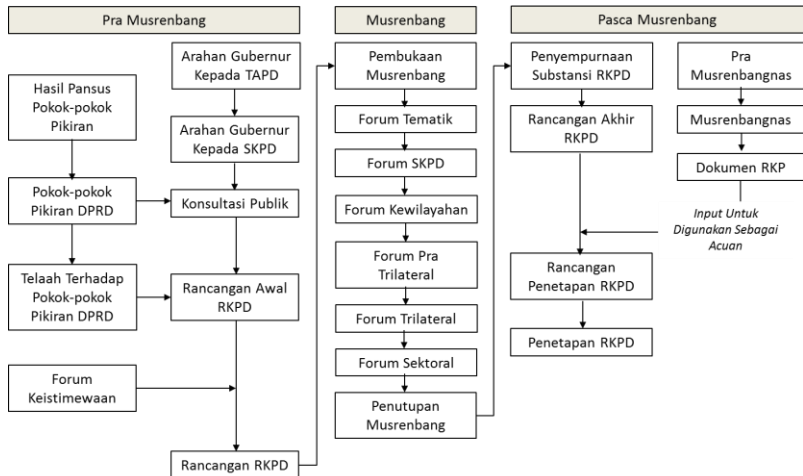 Pra Musrenbang
Hasil Pansus
Pokok-pokok
Pikiran
Pokok-pokok
Pikiran DPRD
Telaah Terhadap
Pokok-pokok
Pikiran DPRD
Forum
Keistimewaan
Arahan Gubernur
Kepada TAPD
Arahan Gubernur
Kepada SKPD
Konsultasi Publik
Rancangan Awal
RKPD
Rancangan RKPD
Musrenbang
Pembukaan
Musrenbang
Forum Tematik
Forum SKPD
Forum Kewilayahan
Forum Pra
Trilateral
Forum Trilateral
Forum Sektoral
Penutupan
Musrenbang
Pasca Musrenbang
Penyempurnaan
Substansi RKPD
Rancangan Akhir
RKPD
Rancangan
Penetapan RKPD
Penetapan RKPD
Pra
Musrenbangnas
Musrenbangnas
Dokumen RKP
Input Untuk
Digunakan Sebagai
Acuan